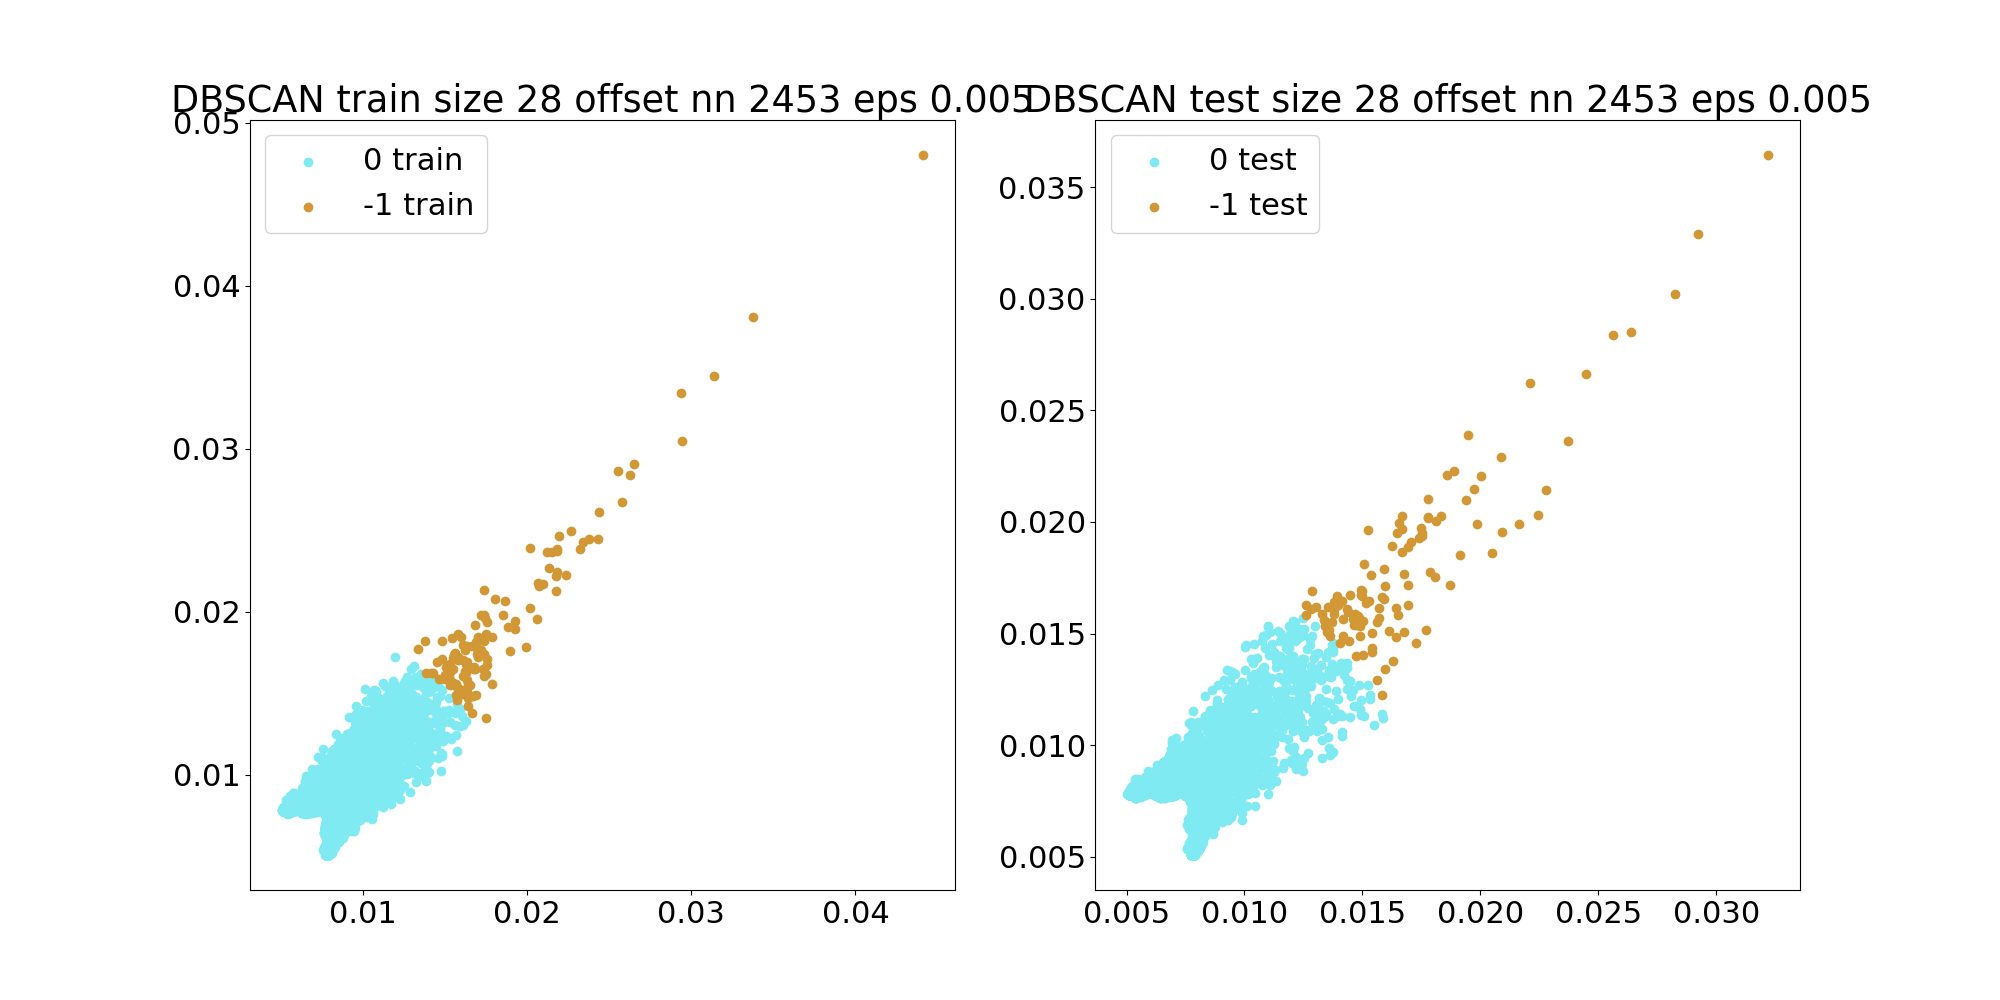 DBSCAN train size 28 offset nn 2453 eps 0.005
DBSCAN test size 28 offset nn 2453 eps 0.005
0 train
-1 train
0 test
-1 test
0.05
0.04
0.03
0.02
0.01
0.01 0.02 0.03 0.04
0.035
0.030
0.025
0.020
0.015
0.010
0.005
0.005 0.010 0.015 0.020 0.025 0.030